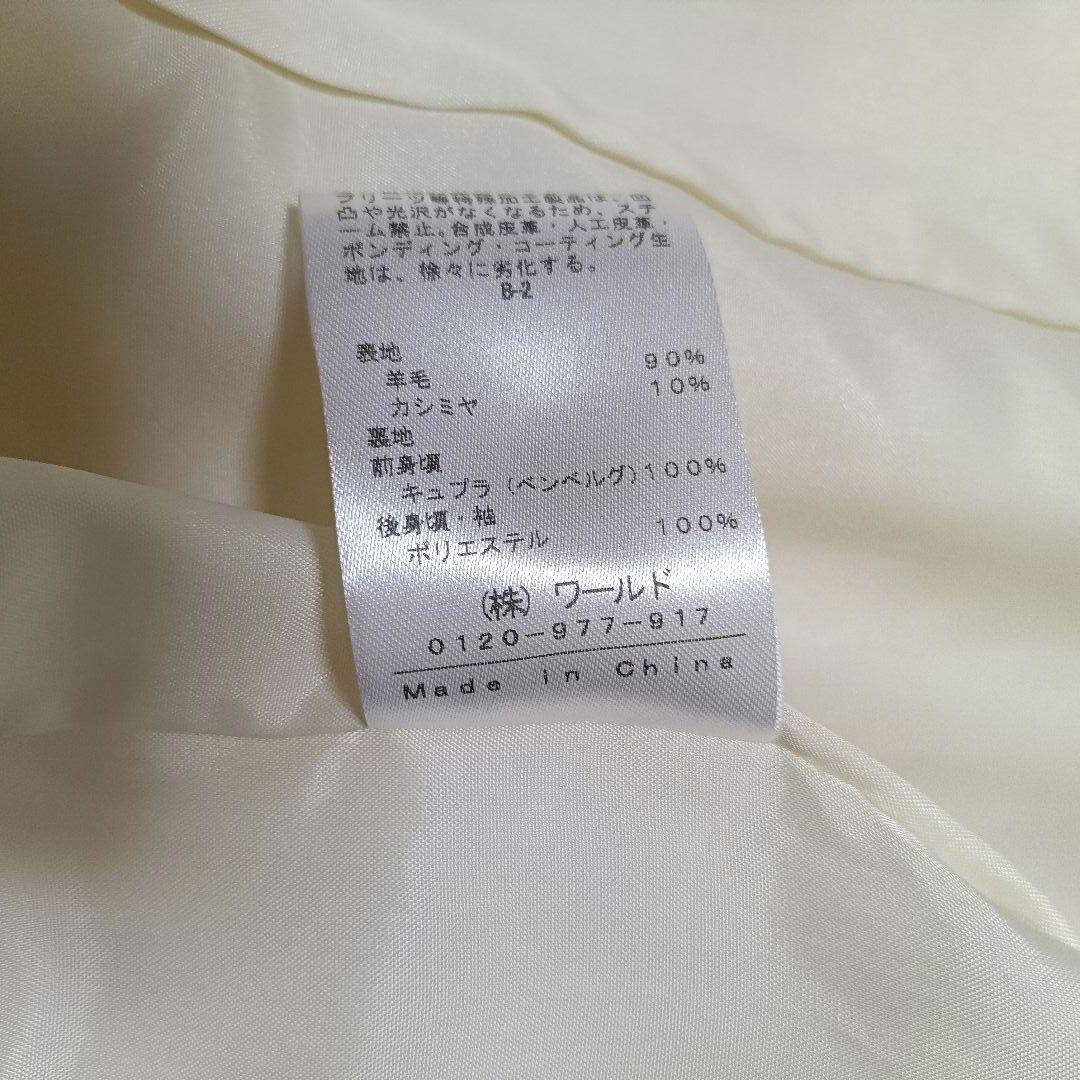 凸や光沢がなくなるため、スチ
ーム禁止。合成皮革・人工皮革・
ボンディング・コーティング生
地は、徐々に劣化する。
B-2
表地
羊毛 90%
カシミヤ 10%
裏地
前身頃
キュプラ(ベンベルグ)100%
後身頃・袖
ポリエステル 100%
(株)ワールド
0120-977-917
Made in China